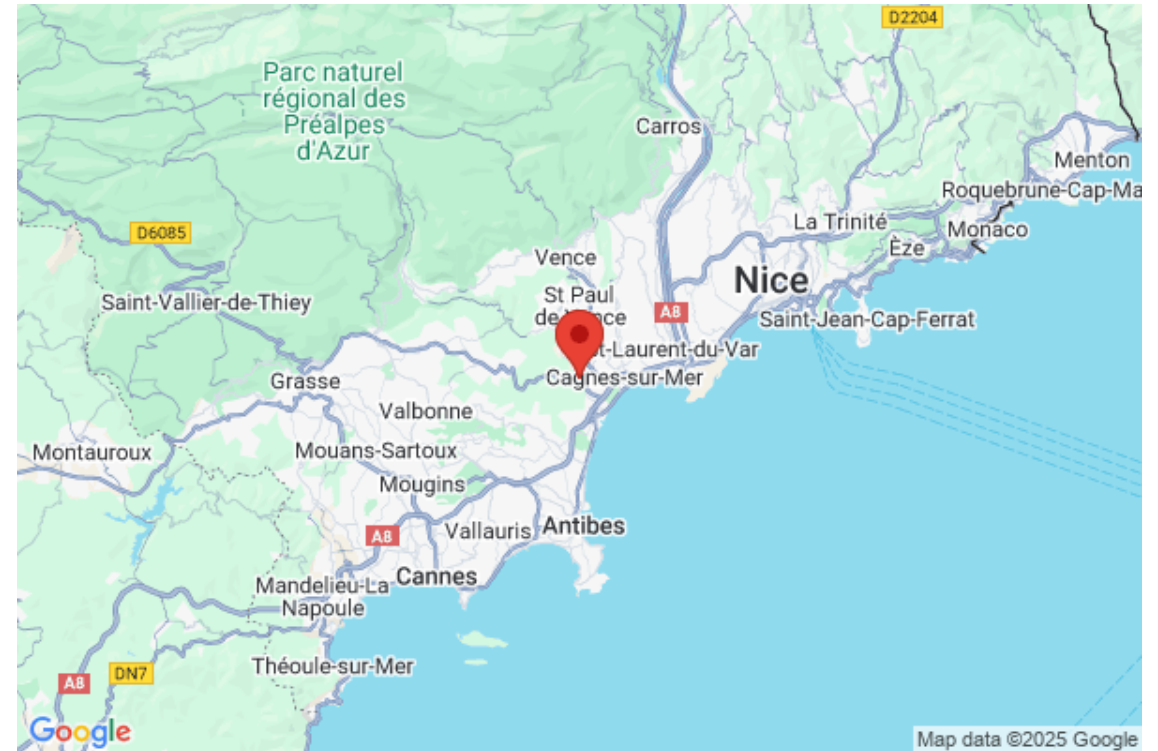 D2204
Parc naturel
régional des
Préalpes
d'Azur
Carros
Menton
Roquebrune-Cap-Ma
La Trinité
Monaco
D6085
Èze
Vence
Nice
Saint-Vallier-de-Thiey
St Paul
A8
Saint-Jean-Cap-Ferrat
t-Laurent-du-Var
Grasse
Cagnes-sur-Mer
Valbonne
Montauroux
Mouans-Sartoux
Mougins
A8
Vallauris
Antibes
Mandelieu-La
Napoule
Cannes
Théoule-sur-Mer
A8
DN7
Google
Map data ©2025 Google